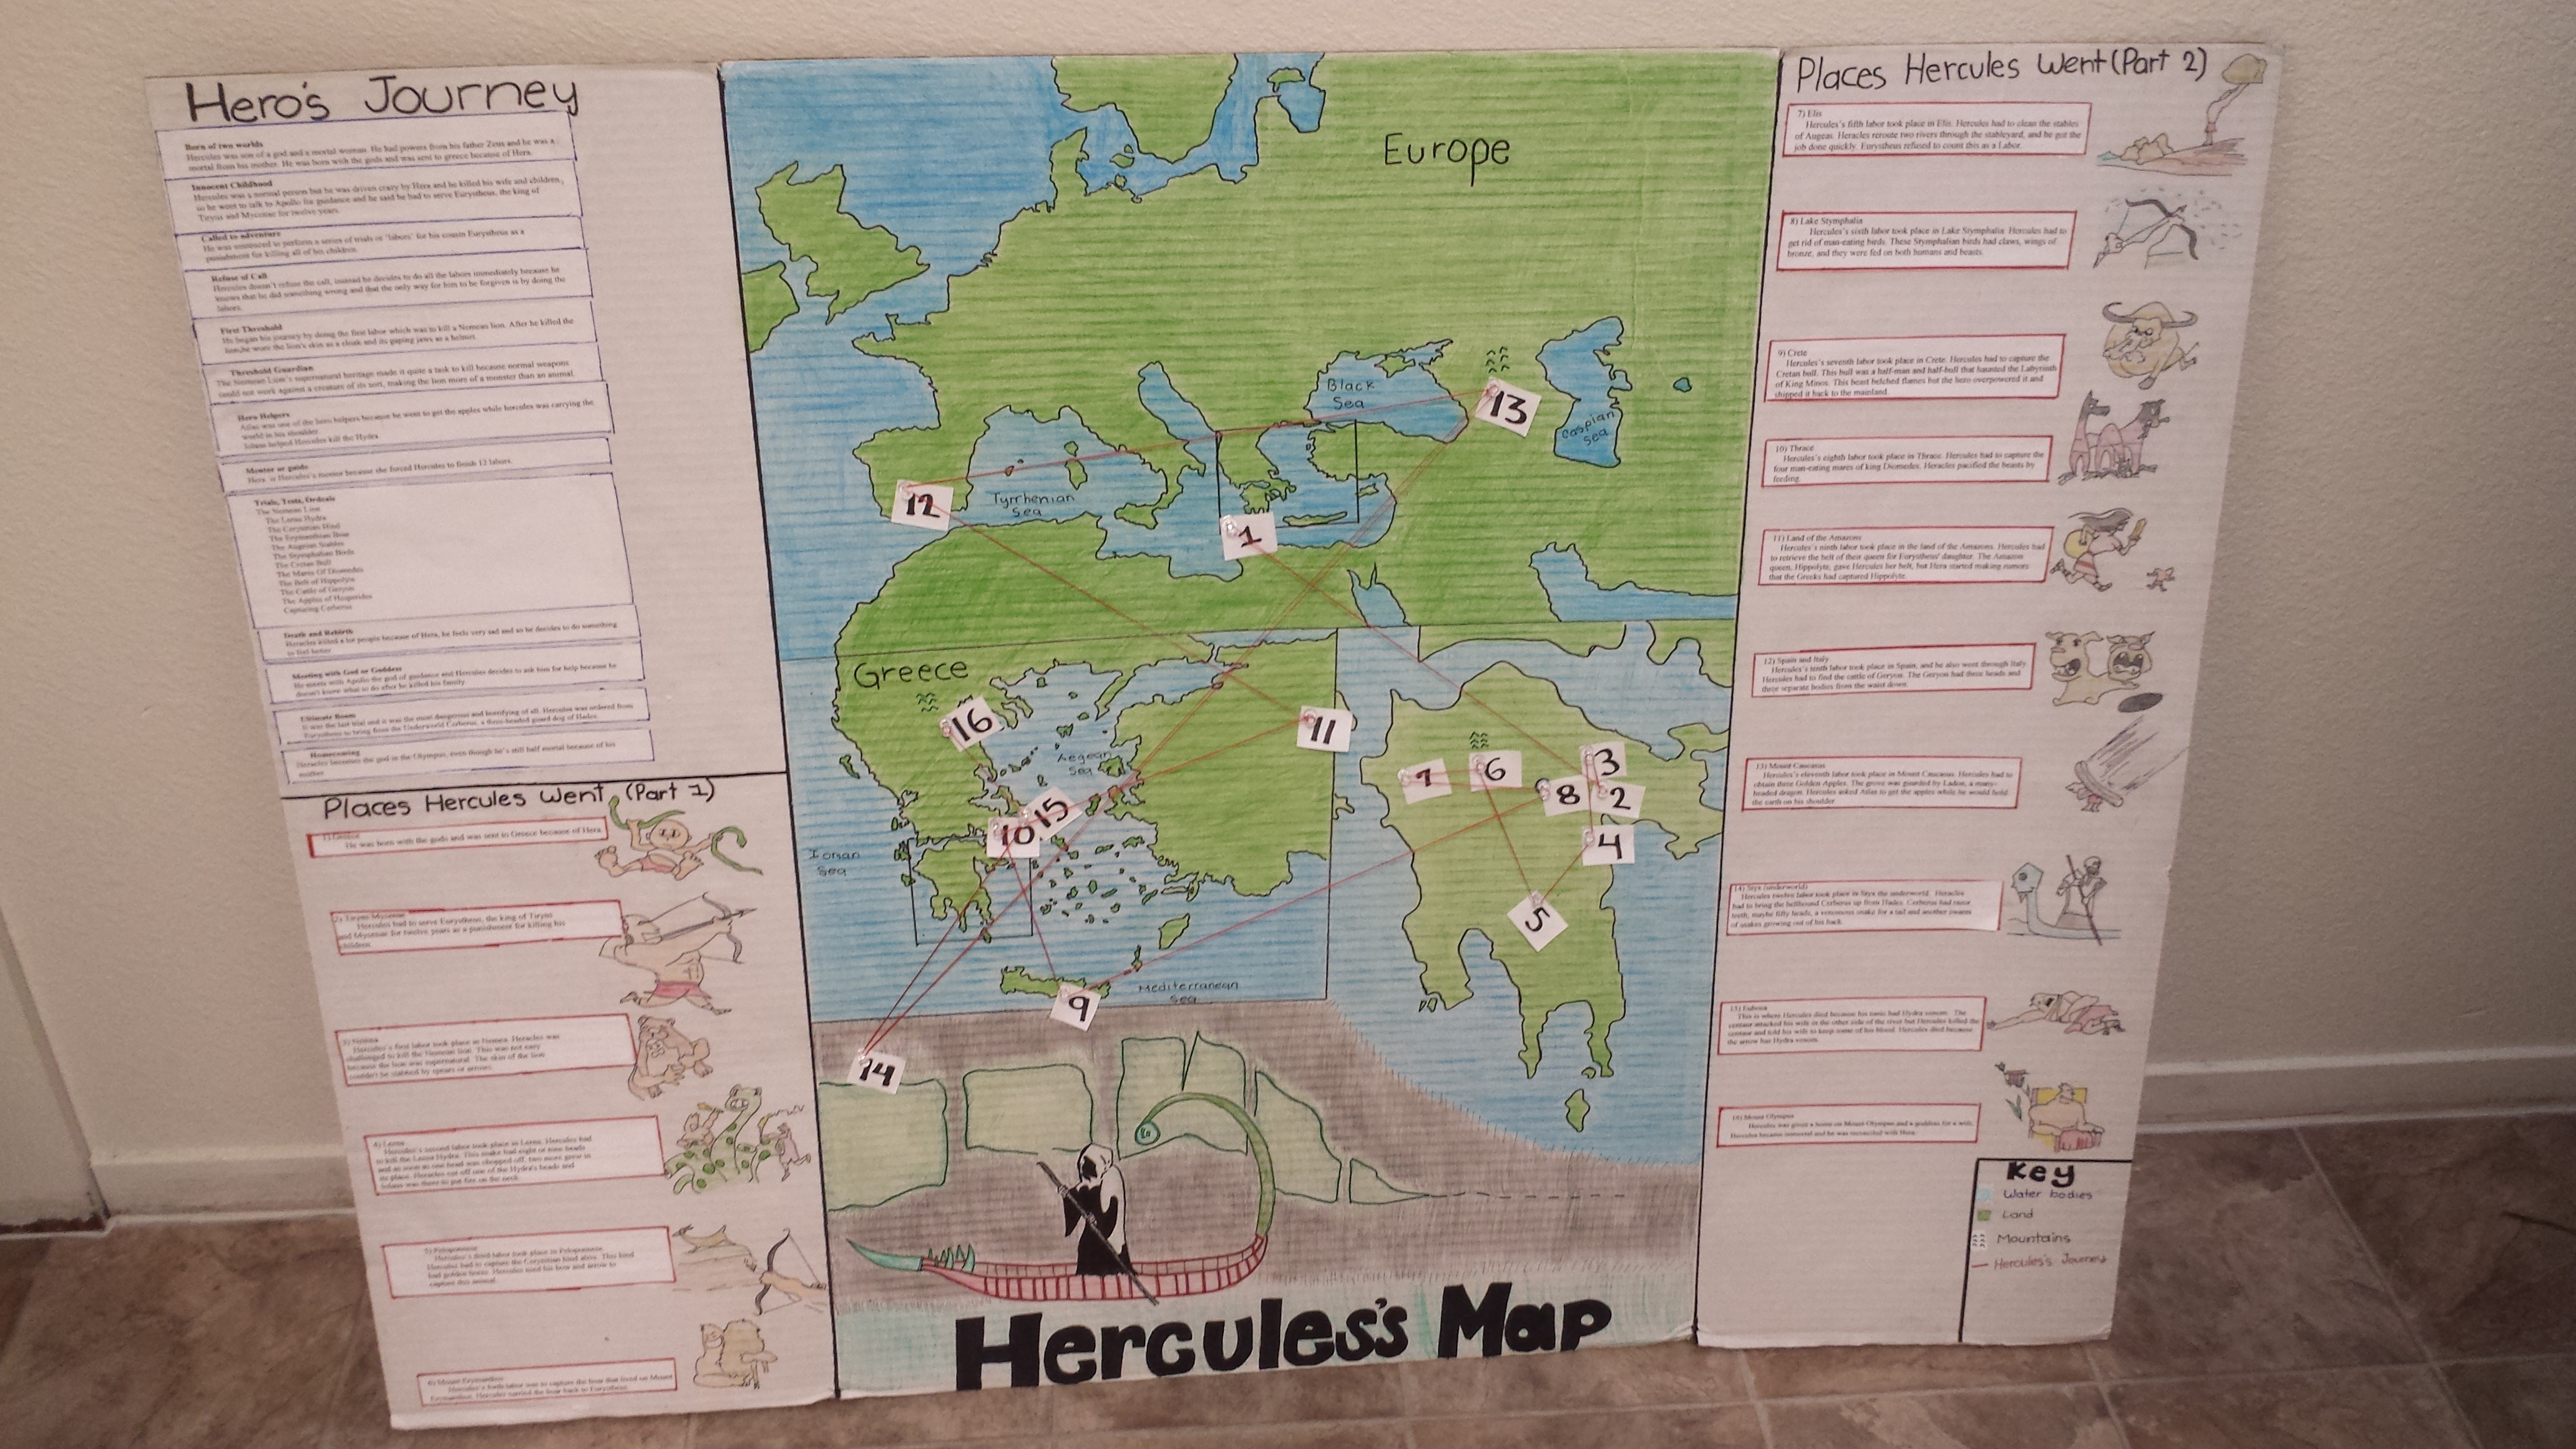 Hero's Journey
Born of two worlds
Hercules was son of a god and a mortal woman. He had powers from his father Zeus and he was a
mortal from his mother. He was born with the gods and was sent to greece because of Hera.
Innocent Childhood
Hercules was a normal person but he was driven crazy by Hera and he killed his wife and children,
so he went to talk to Apollo for guidance and he said he had to serve Eurystheus, the king of
Tiryns and Mycenae for twelve years.
Called to adventure
He was sentenced to perform a series of trials or 'labors' for his cousin Eurystheus as a
punishment for killing all of his children.
Refuse of Call
Hercules doesn't refuse the call, instead he decides to do all the labors immediately because he
knows that he did something wrong and that the only way for him to be forgiven is by doing the
labors.
First Threshold
He began his journey by doing the first labor which was to kill a Nemean lion. After he killed the
lion, he wore the lion's skin as a cloak and its gaping jaws as a helmet.
Threshold Guardian
The Nemean Lion's supernatural heritage made it quite a task to kill because normal weapons
could not work against a creature of its sort, making the lion more of a monster than an animal.
Hero Helpers
Atlas was one of the hero helpers because he went to get the apples while hercules was carrying the
world in his shoulder.
Iolaus helped Hercules kill the Hydra.
Mentor or guide
Hera is Hercules's mentor because she forced Hercules to finish 12 labors.
Trials, Tests, Ordeals
The Nemean Lion
The Lerna Hydra
The Ceryneian Hind
The Erymanthian Boar
The Augean Stables
The Stymphalian Birds
The Cretan Bull
The Mares Of Diomedes
The Belt of Hippolyte
The Cattle of Geryon
The Apples of Hesperides
Capturing Cerberus
Death and Rebirth
Heracles killed a lot people because of Hera, he feels very sad and so he decides to do something
to feel better.
Meeting with God or Goddess
He meets with Apollo the god of guidance and Hercules decides to ask him for help because he
doesn't know what to do after he killed his family.
Ultimate Boon
It was the last trial and it was the most dangerous and horrifying of all. Hercules was ordered from
Eurystheus to bring from the Underworld Cerberus, a three-headed guard dog of Hades.
Homecoming
Heracles becomes the god in the Olympus, even though he's still half mortal because of his
mother.
Places Hercules Went (Part 1)
1) Greece
He was born with the gods and was sent to Greece because of Hera.
Hercules had to serve Eurystheus, the king of Tiryns
and Mycenae for twelve years as a punishment for killing his
children.
3) Nemea
Hercules's first labor took place in Nemea. Heracles was
challenged to kill the Nemean lion. This was not easy
because the lion was supernatural. The skin of the lion
couldn't be stabbed by spears or arrows.
4) Lerna
Hercules's second labor took place in Lerna. Hercules had
to kill the Lerna Hydra. This snake had eight or nine heads
and as soon as one head was chopped off, two more grew in
its place. Heracles cut off one of the Hydra's heads and
Iolaus was there to put fire on the neck.
5) Peloponnese
Hercules's third labor took place in Peloponnese.
Hercules had to capture the Ceryneian hind alive. This hind
had golden horns. Hercules used his bow and arrow to
capture this animal.
6) Mount Erymanthus
Hercules's forth labor was to capture the boar that lived on Mount
Erymanthus. Hercules carried the boar back to Eurystheus.
Europe
Black
Sea
Caspian
Sea
Tyrrhenian
Sea
13
12
1
Greece
16
Aegean
Sea
11
15
10
Ionian
Sea
9
Mediterranean
Sea
14
7
6
3
8
2
4
5
Hercules's Map
Places Hercules Went (Part 2)
7) Elis
Hercules's fifth labor took place in Elis. Hercules had to clean the stables
of Augeas. Heracles reroute two rivers through the stableyard, and he got the
job done quickly. Eurystheus refused to count this as a Labor.
8) Lake Stymphalia
Hercules's sixth labor took place in Lake Stymphalia. Hercules had to
get rid of man-eating birds. These Stymphalian birds had claws, wings of
bronze, and they were fed on both humans and beasts.
9) Crete
Hercules's seventh labor took place in Crete. Hercules had to capture the
Cretan bull. This bull was a half-man and half-bull that haunted the Labyrinth
of King Minos. This beast belched flames but the hero overpowered it and
shipped it back to the mainland.
10) Thrace
Hercules's eighth labor took place in Thrace. Hercules had to capture the
four man-eating mares of king Diomedes. Heracles pacified the beasts by
feeding.
11) Land of the Amazons
Hercules's ninth labor took place in the land of the Amazons. Hercules had
to retrieve the belt of their queen for Eurystheus' daughter. The Amazon
queen, Hippolyte, gave Hercules her belt, but Hera started making rumors
that the Greeks had captured Hippolyte.
12) Spain and Italy
Hercules's tenth labor took place in Spain, and he also went through Italy.
Hercules had to find the cattle of Geryon. The Geryon had three heads and
three separate bodies from the waist down.
13) Mount Caucasus
Hercules's eleventh labor took place in Mount Caucasus. Hercules had to
obtain three Golden Apples. The grove was guarded by Ladon, a many-
headed dragon. Hercules asked Atlas to get the apples while he would hold
the earth on his shoulder.
14) Styx (underworld)
Heracles twelve labor took place in Styx the underworld. Heracles
had to bring the hellhound Cerberus up from Hades. Cerberus had razor
teeth, maybe fifty heads, a venomous snake for a tail and another swarm
of snakes growing out of his back.
15) Euboea
This is where Hercules died because his tunic had Hydra venom. The
centaur attacked his wife in the other side of the river but Hercules killed the
centaur and told his wife to keep some of his blood. Hercules died because
the arrow has Hydra venom.
16) Mount Olympus
Hercules was given a home on Mount Olympus and a goddess for a wife.
Hercules became immortal and he was reconciled with Hera.
Key
Water bodies
Land
Mountains
Hercules's Journey